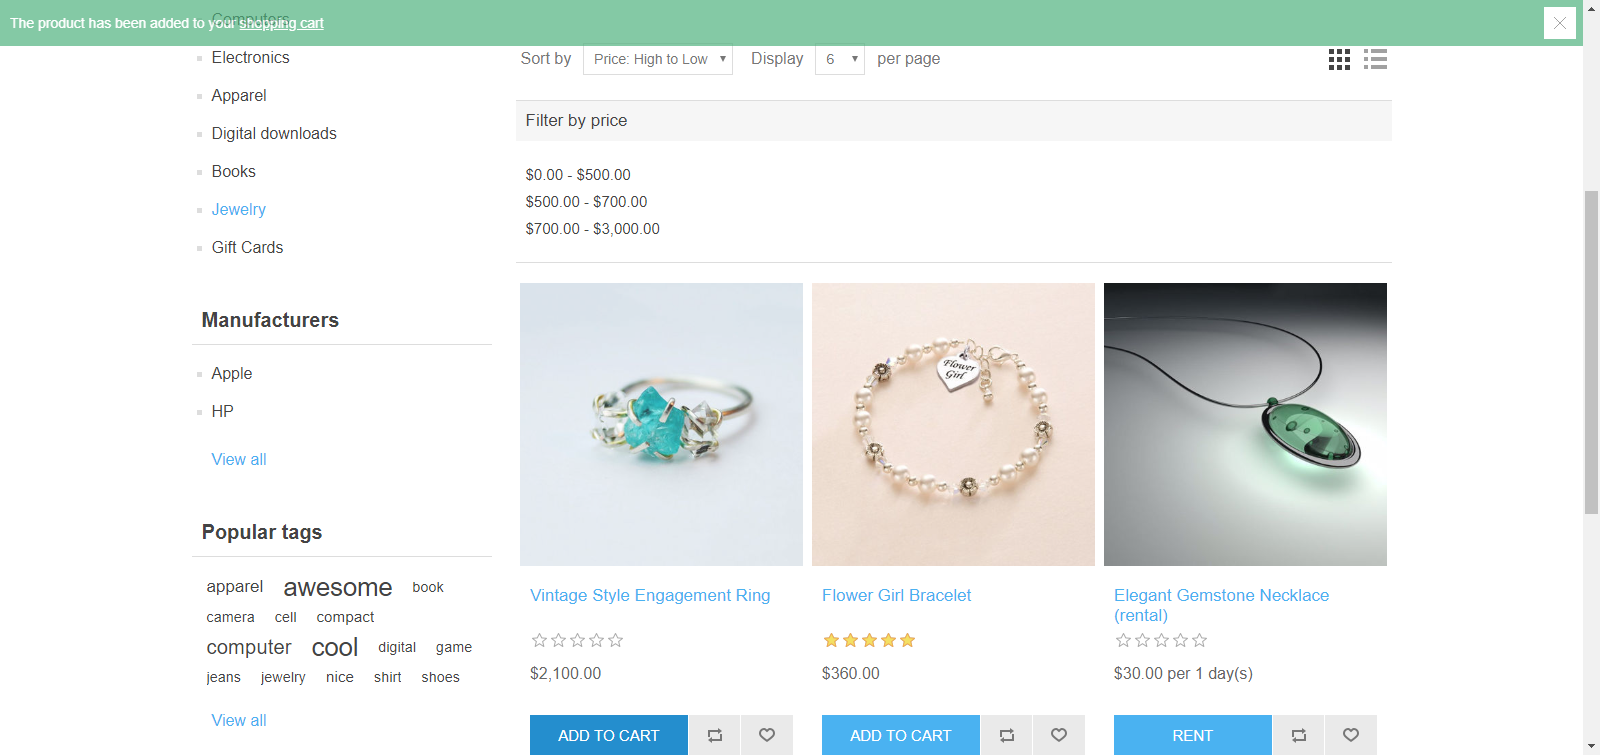 The product has been added to your shopping cart
Computers
Electronics
Apparel
Digital downloads
Books
Jewelry
Gift Cards
Manufacturers
Apple
HP
View all
Popular tags
apparel awesome book
camera cell compact
computer cool digital game
jeans jewelry nice shirt shoes
View all
Sort by Price: High to Low Display 6 per page
Filter by price
$0.00 - $500.00
$500.00 - $700.00
$700.00 - $3,000.00
Flower
Girl
Vintage Style Engagement Ring
$2,100.00
ADD TO CART
Flower Girl Bracelet
$360.00
ADD TO CART
Elegant Gemstone Necklace
(rental)
$30.00 per 1 day(s)
RENT